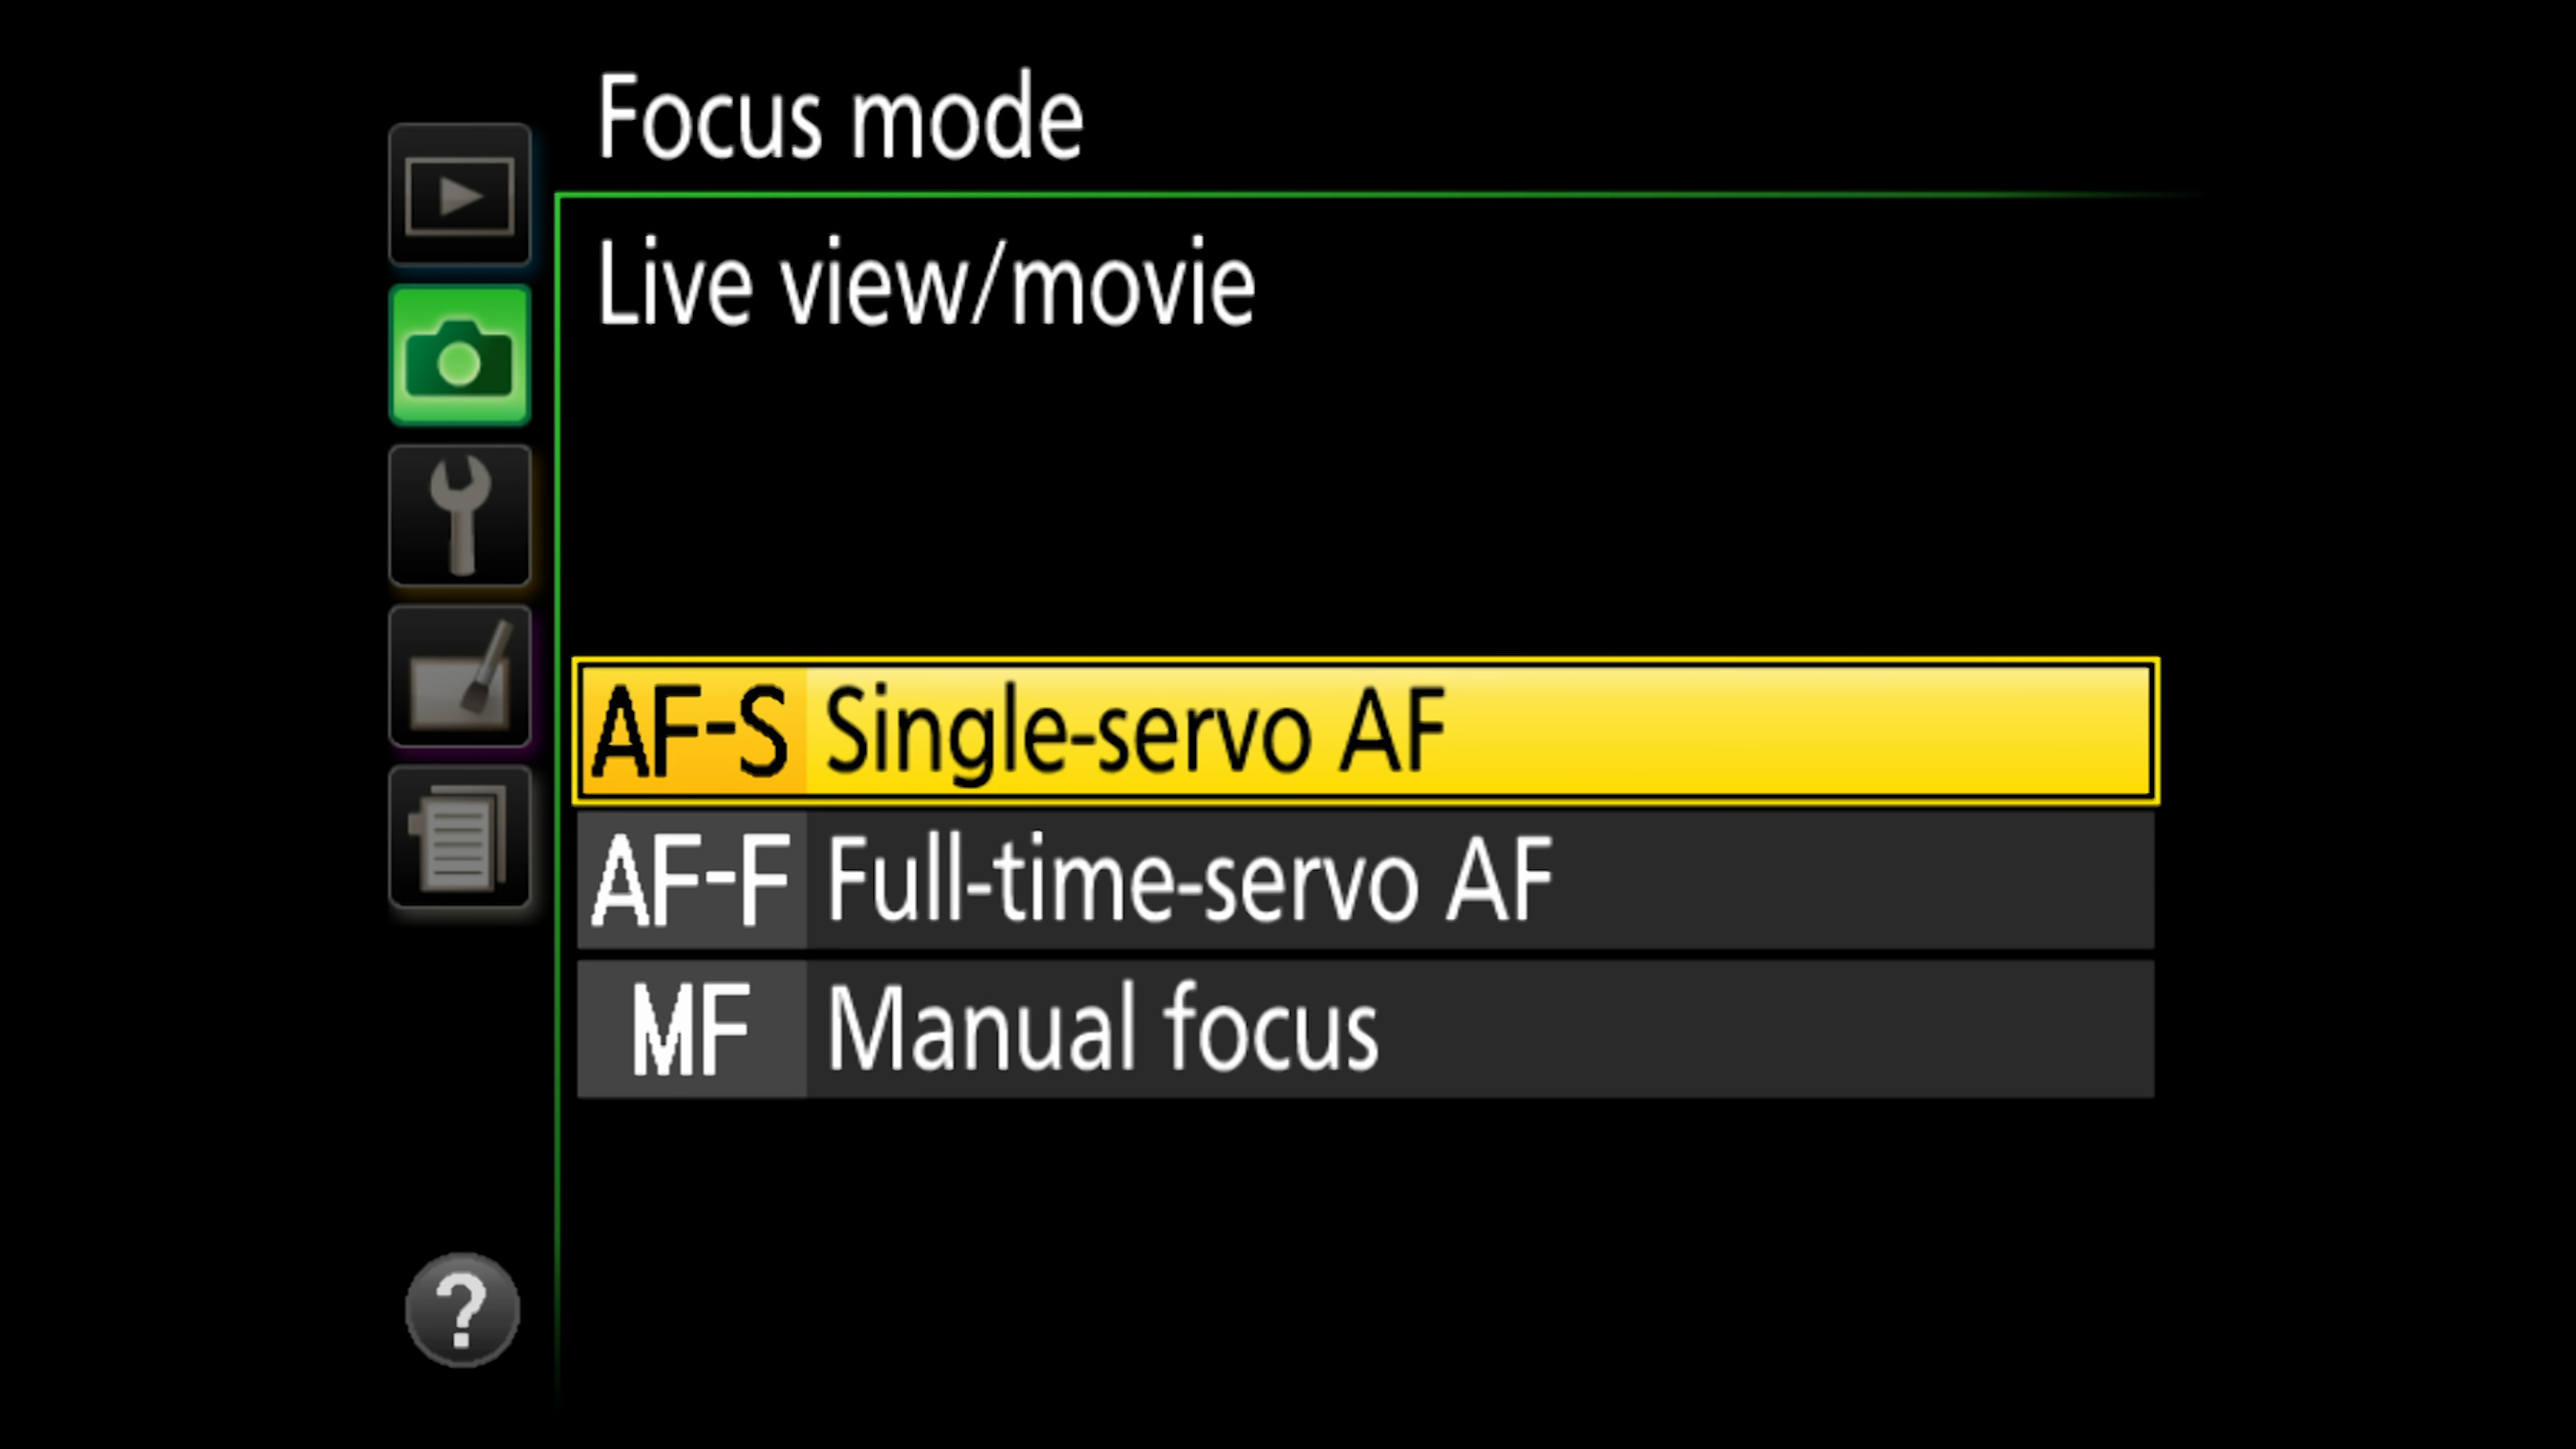 Focus mode
Live view/movie
AF-S Single-servo AF
AF-F Full-time-servo AF
MF Manual focus
?